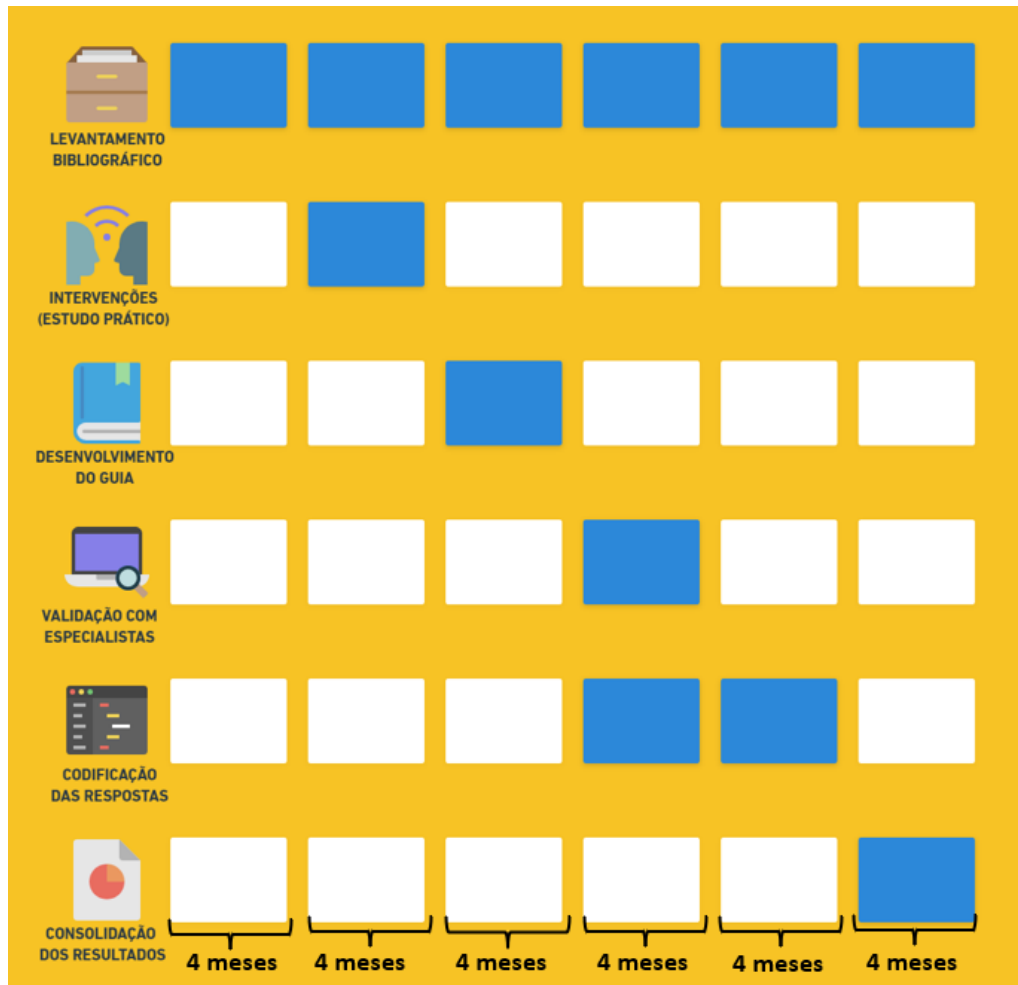 LEVANTAMENTO
BIBLIOGRÁFICO
INTERVENÇÕES
(ESTUDO PRÁTICO)
DESENVOLVIMENTO
DO GUIA
VALIDAÇÃO COM
ESPECIALISTAS
CODIFICAÇÃO
DAS RESPOSTAS
CONSOLIDAÇÃO
DOS RESULTADOS
4 meses 4 meses 4 meses 4 meses 4 meses 4 meses